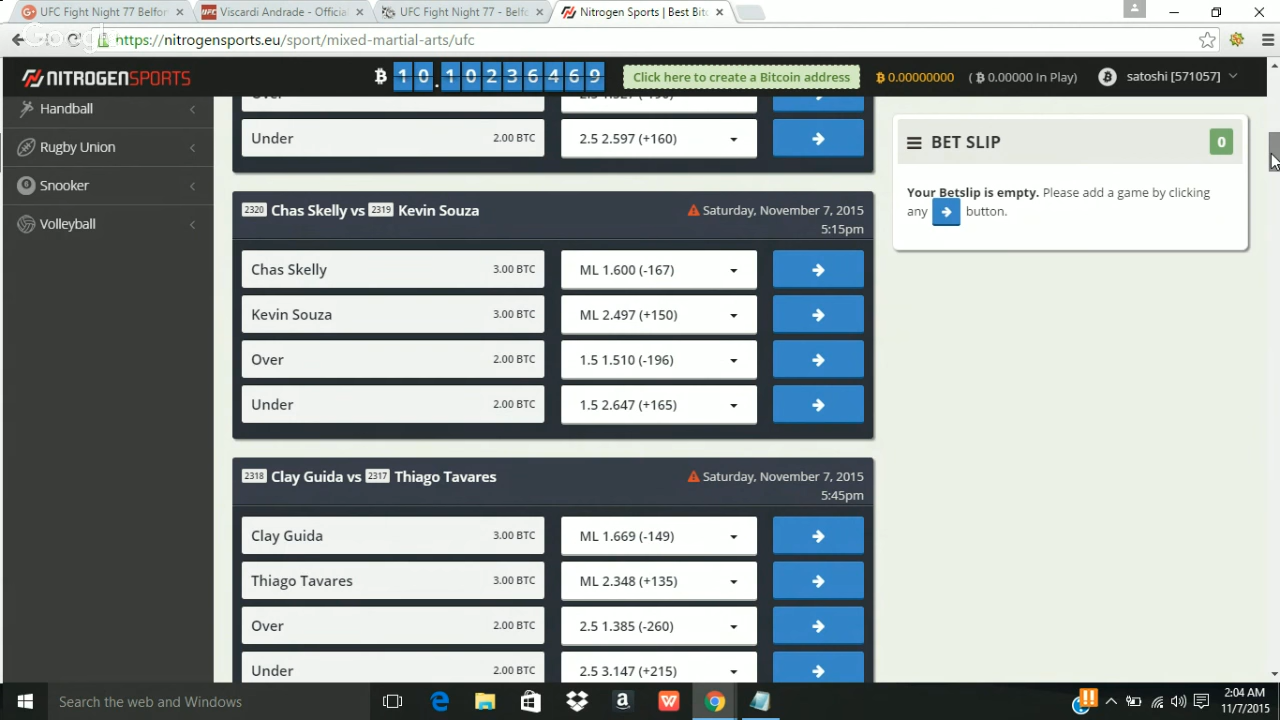 UFC Fight Night 77 Belfor
Viscardi Andrade - Officia
UFC Fight Night 77 - Belfo
Nitrogen Sports | Best Bit
https://nitrogensports.eu/sport/mixed-martial-arts/ufc
NITROGENSPORTS
10.10236469
Click here to create a Bitcoin address
0.00000000
( 0.00000 In Play)
satoshi [571057]
Handball
Rugby Union
Snooker
Volleyball
Under 2.00 BTC 2.5 2.597 (+160)
2320 Chas Skelly vs 2319 Kevin Souza
Saturday, November 7, 2015
5:15pm
Chas Skelly 3.00 BTC ML 1.600 (-167)
Kevin Souza 3.00 BTC ML 2.497 (+150)
Over 2.00 BTC 1.5 1.510 (-196)
Under 2.00 BTC 1.5 2.647 (+165)
2318 Clay Guida vs 2317 Thiago Tavares
Saturday, November 7, 2015
5:45pm
Clay Guida 3.00 BTC ML 1.669 (-149)
Thiago Tavares 3.00 BTC ML 2.348 (+135)
Over 2.00 BTC 2.5 1.385 (-260)
Under 2.00 BTC 2.5 3.147 (+215)
BET SLIP 0
Your Betslip is empty. Please add a game by clicking
any button.
Search the web and Windows
2:04 AM
11/7/2015